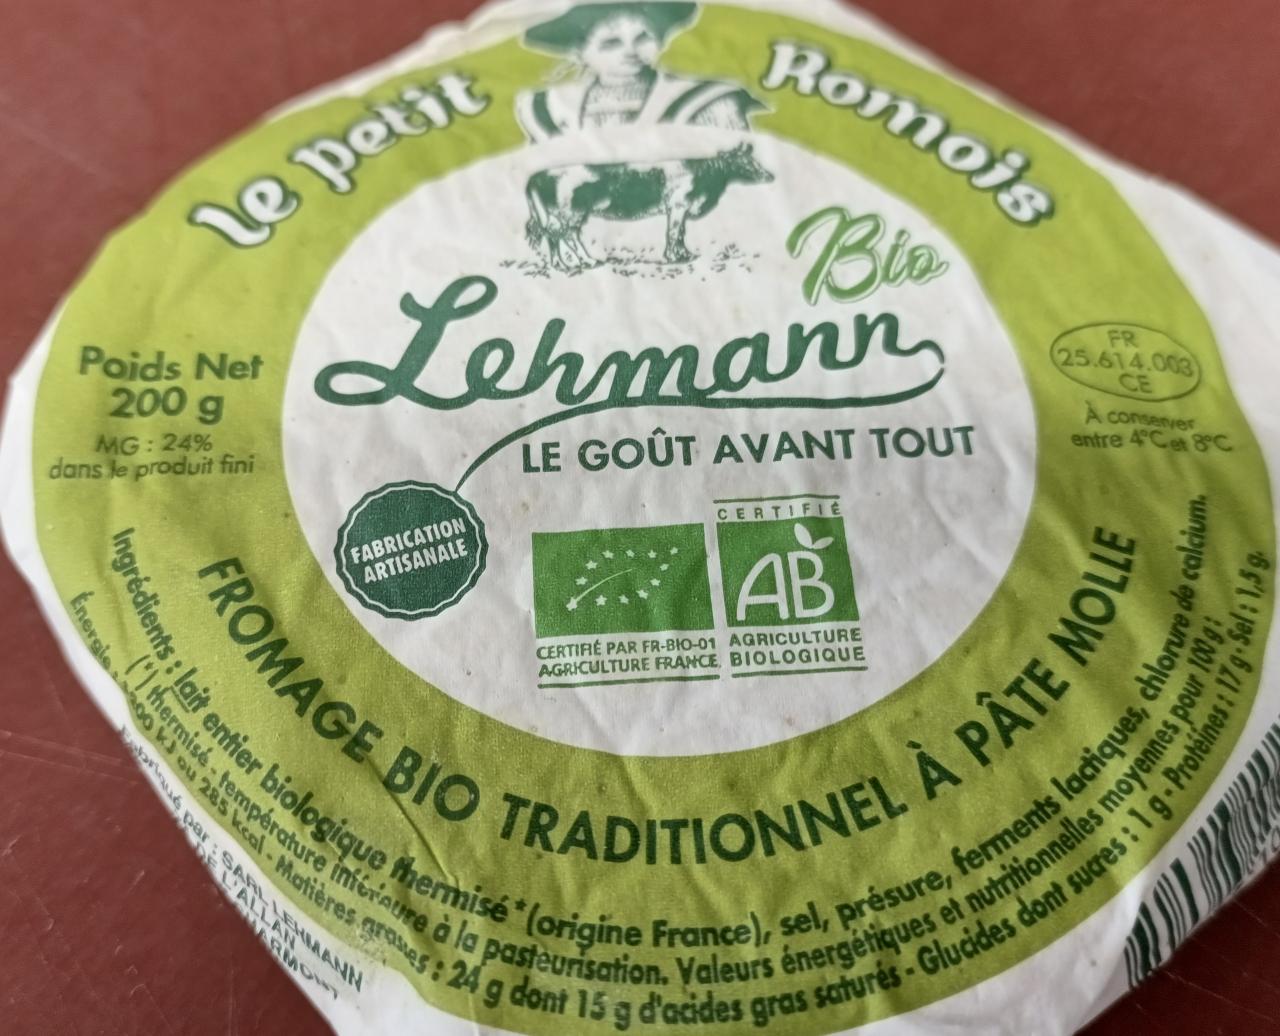 le petit Romois
Bio
Lehmann
LE GOÛT AVANT TOUT
Poids Net
200 g
MG : 24%
dans le produit fini
FR
25.614.003
CE
À conserver
entre 4°C et 8°C
FABRICATION
ARTISANALE
CERTIFIÉ PAR FR-BIO-01
AGRICULTURE FRANCE
CERTIFIÉ
AB
AGRICULTURE
BIOLOGIQUE
FROMAGE BIO TRADITIONNEL À PÂTE MOLLE
Ingrédients : lait entier biologique thermisé* (origine France), sel, présure, ferments lactiques, chlorure de calcium.
(*) thermisé : température inférieure à la pasteurisation. Valeurs énergétiques et nutritionnelles moyennes pour 100 g :
Énergie kJ ou 285 kcal - Matières grasses : 24 g dont 15 g d'acides gras saturés - Glucides dont sucres : 1 g - Protéines : 17 g - Sel : 1,5 g.
Fabriqué par : SARL LEHMANN
DE L'ALLAN